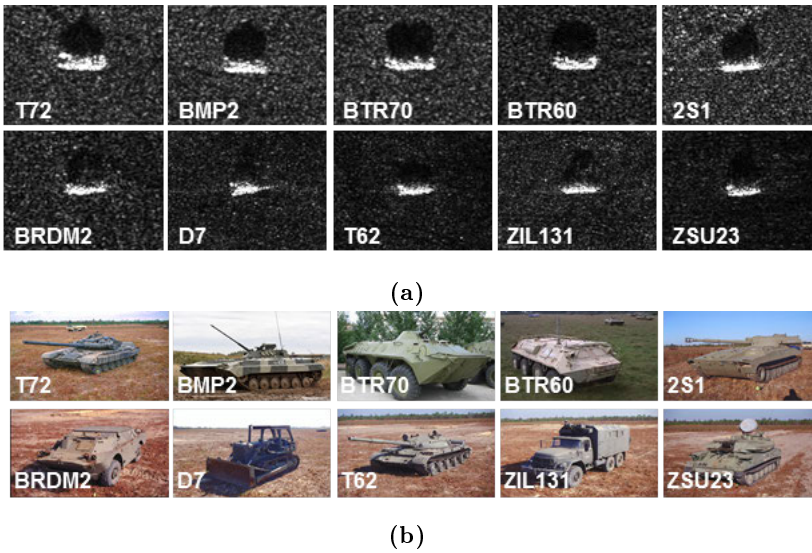 T72 BMP2 BTR70 BTR60 2S1
BRDM2 D7 T62 ZIL131 ZSU23
(a)
T72 BMP2 BTR70 BTR60 2S1
BRDM2 D7 T62 ZIL131 ZSU23
(b)